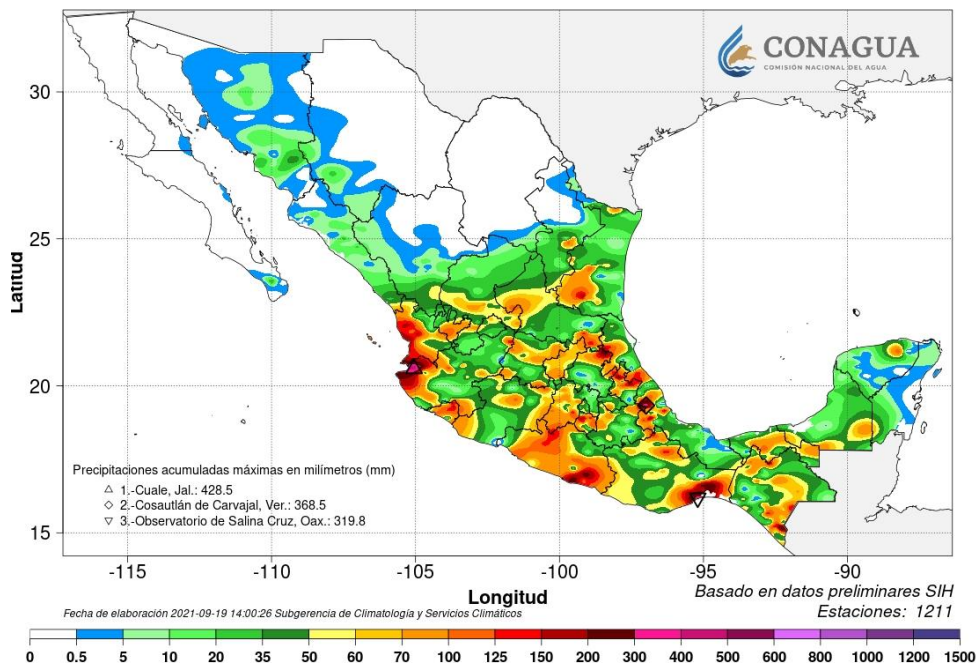 CONAGUA
COMISIÓN NACIONAL DEL AGUA
30
25
20
15
Latitud
Precipitaciones acumuladas máximas en milímetros (mm)
△ 1.-Cuale, Jal.: 428.5
◇ 2.-Cosautlán de Carvajal, Ver.: 368.5
▽ 3.-Observatorio de Salina Cruz, Oax.: 319.8
-115 -110 -105 -100 -95 -90
Longitud
Basado en datos preliminares SIH
Fecha de elaboración 2021-09-19 14:00:26 Subgerencia de Climatología y Servicios Climáticos
Estaciones: 1211
0 0.5 5 10 20 35 50 60 70 100 125 150 200 300 400 500 600 800 900 1000 1200 1500